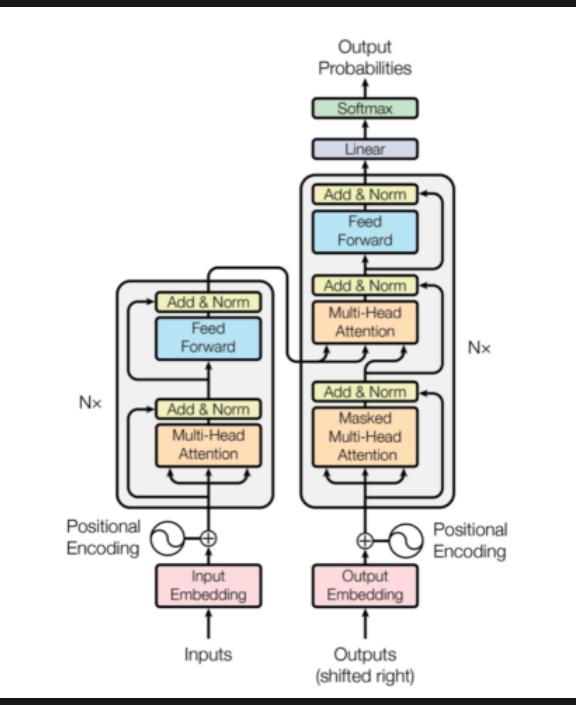 Output
Probabilities
Softmax
Linear
Add & Norm
Feed
Forward
Add & Norm
Multi-Head
Attention
Add & Norm
Masked
Multi-Head
Attention
Nx
Add & Norm
Feed
Forward
Add & Norm
Multi-Head
Attention
N×
Positional
Encoding
Positional
Encoding
Input
Embedding
Output
Embedding
Inputs
Outputs
(shifted right)